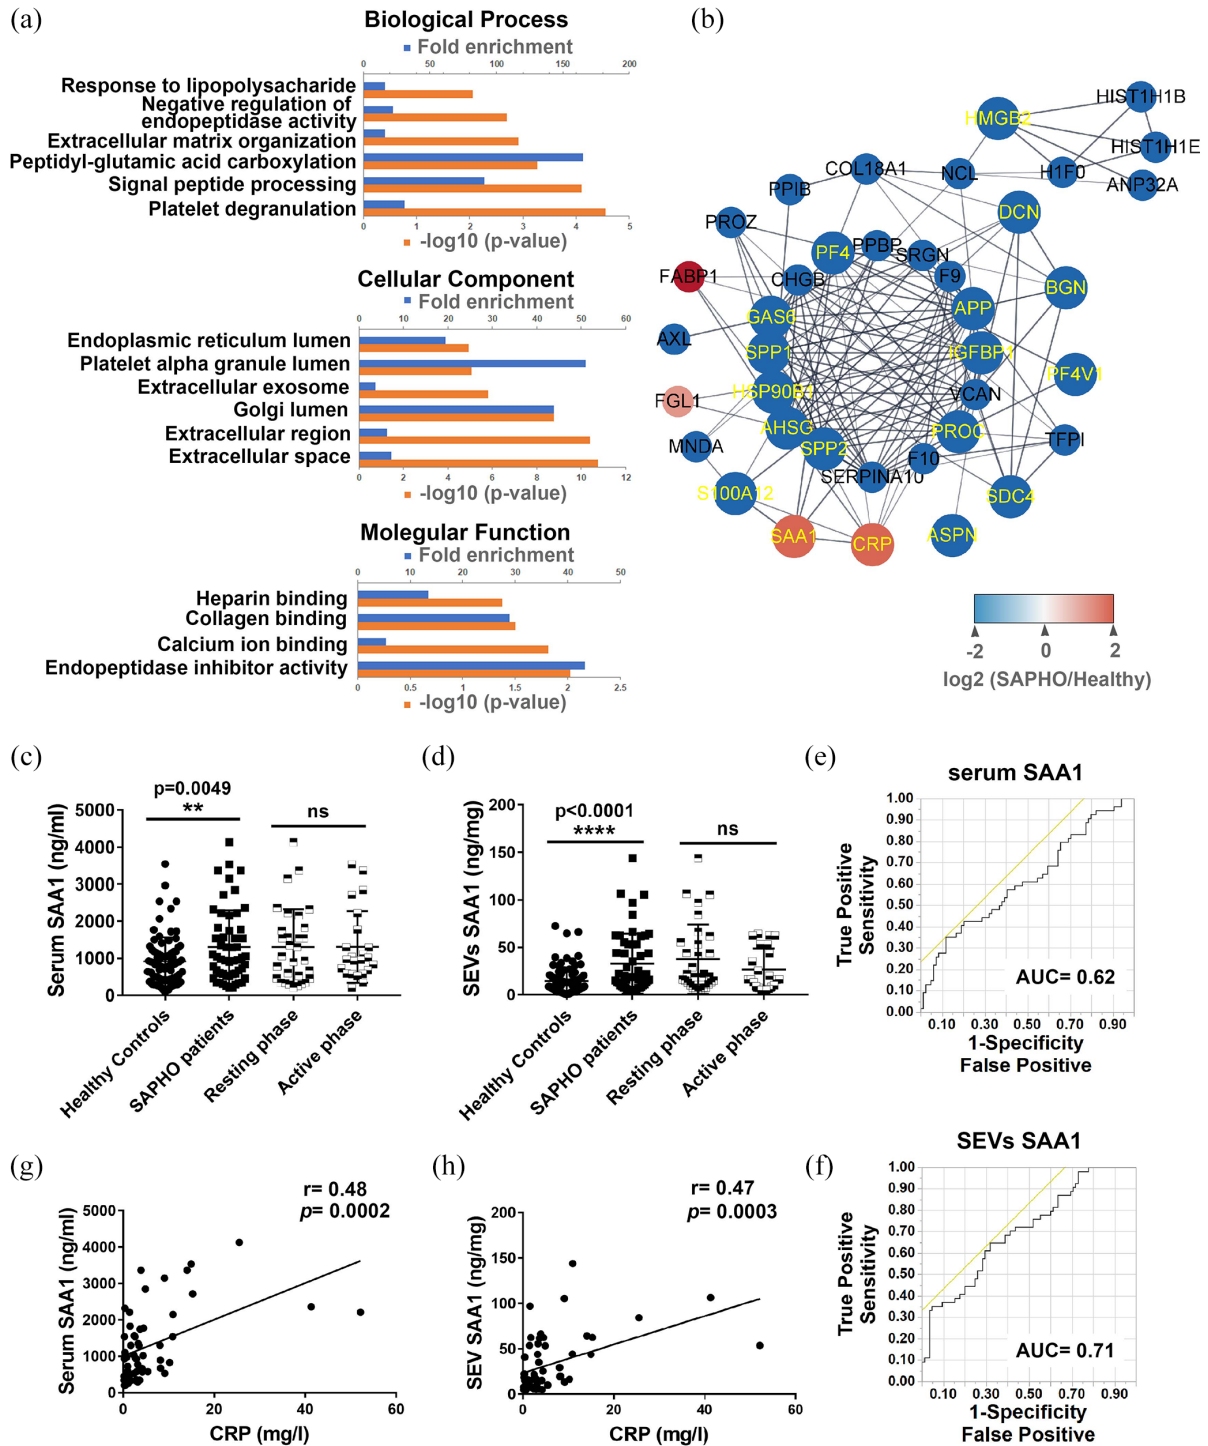 (a)
Biological Process
Fold enrichment
0 50 100 150 200
Response to lipopolysacharide
Negative regulation of
endopeptidase activity
Extracellular matrix organization
Peptidyl-glutamic acid carboxylation
Signal peptide processing
Platelet degranulation
0 1 2 3 4 5
-log10 (p-value)
Cellular Component
Fold enrichment
0 10 20 30 40 50 60
Endoplasmic reticulum lumen
Platelet alpha granule lumen
Extracellular exosome
Golgi lumen
Extracellular region
Extracellular space
0 2 4 6 8 10 12
-log10 (p-value)
Molecular Function
Fold enrichment
0 10 20 30 40 50
Heparin binding
Collagen binding
Calcium ion binding
Endopeptidase inhibitor activity
0 0.5 1 1.5 2 2.5
-log10 (p-value)
(b)
HIST1H1B
HMGB2
HIST1H1E
COL18A1
NCL
H1F0
ANP32A
PPIB
PROZ
DCN
PF4
PPBP
SRGN
FABP1
CHGB
F9
BGN
GAS6
APP
AXL
SPP1
IGFBP1
PF4V1
HSP90B1
VCAN
FGL1
AHSG
PROC
MNDA
SPP2
TFPI
F10
SERPINA10
S100A12
SDC4
SAA1
CRP
ASPN
-2 0 2
log2 (SAPHO/Healthy)
(c)
p=0.0049
** ns
Serum SAA1 (ng/ml)
5000
4000
3000
2000
1000
0
Healthy Controls
SAPHO patients
Resting phase
Active phase
(d)
p<0.0001
**** ns
SEVs SAA1 (ng/mg)
200
150
100
50
0
Healthy Controls
SAPHO patients
Resting phase
Active phase
(e)
serum SAA1
True Positive
Sensitivity
1.00
0.90
0.80
0.70
0.60
0.50
0.40
0.30
0.20
0.10
0.00
AUC= 0.62
0.10 0.30 0.50 0.70 0.90
1-Specificity
False Positive
(g)
r= 0.48
p= 0.0002
Serum SAA1 (ng/ml)
5000
4000
3000
2000
1000
0
0 20 40 60
CRP (mg/l)
(h)
r= 0.47
p= 0.0003
SEV SAA1 (ng/mg)
200
150
100
50
0
0 20 40 60
CRP (mg/l)
(f)
SEVs SAA1
True Positive
Sensitivity
1.00
0.90
0.80
0.70
0.60
0.50
0.40
0.30
0.20
0.10
0.00
AUC= 0.71
0.10 0.30 0.50 0.70 0.90
1-Specificity
False Positive